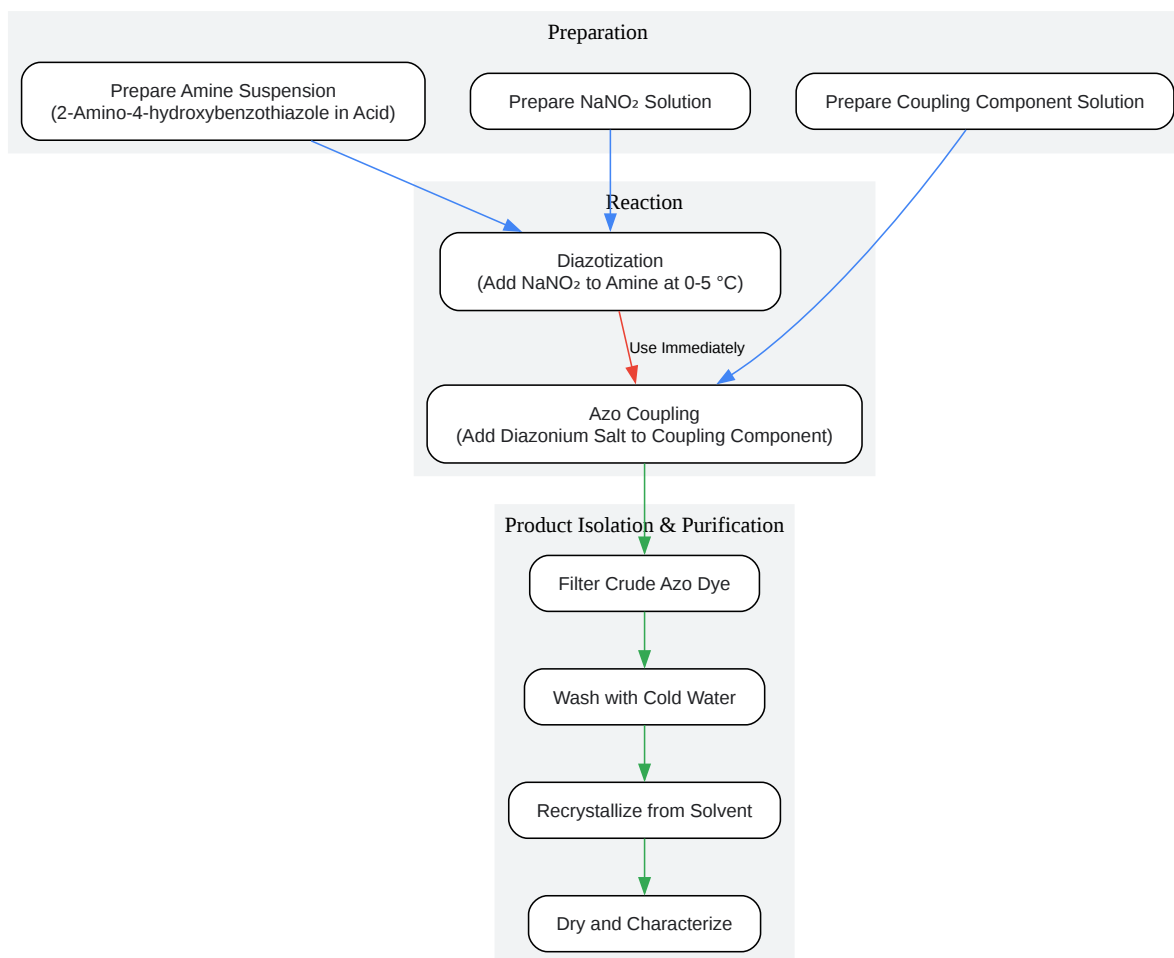 Preparation
Prepare Amine Suspension
(2-Amino-4-hydroxybenzothiazole in Acid)
Prepare NaNO₂ Solution
Prepare Coupling Component Solution
Reaction
Diazotization
(Add NaNO₂ to Amine at 0-5 °C)
Use Immediately
Azo Coupling
(Add Diazonium Salt to Coupling Component)
Product Isolation & Purification
Filter Crude Azo Dye
Wash with Cold Water
Recrystallize from Solvent
Dry and Characterize